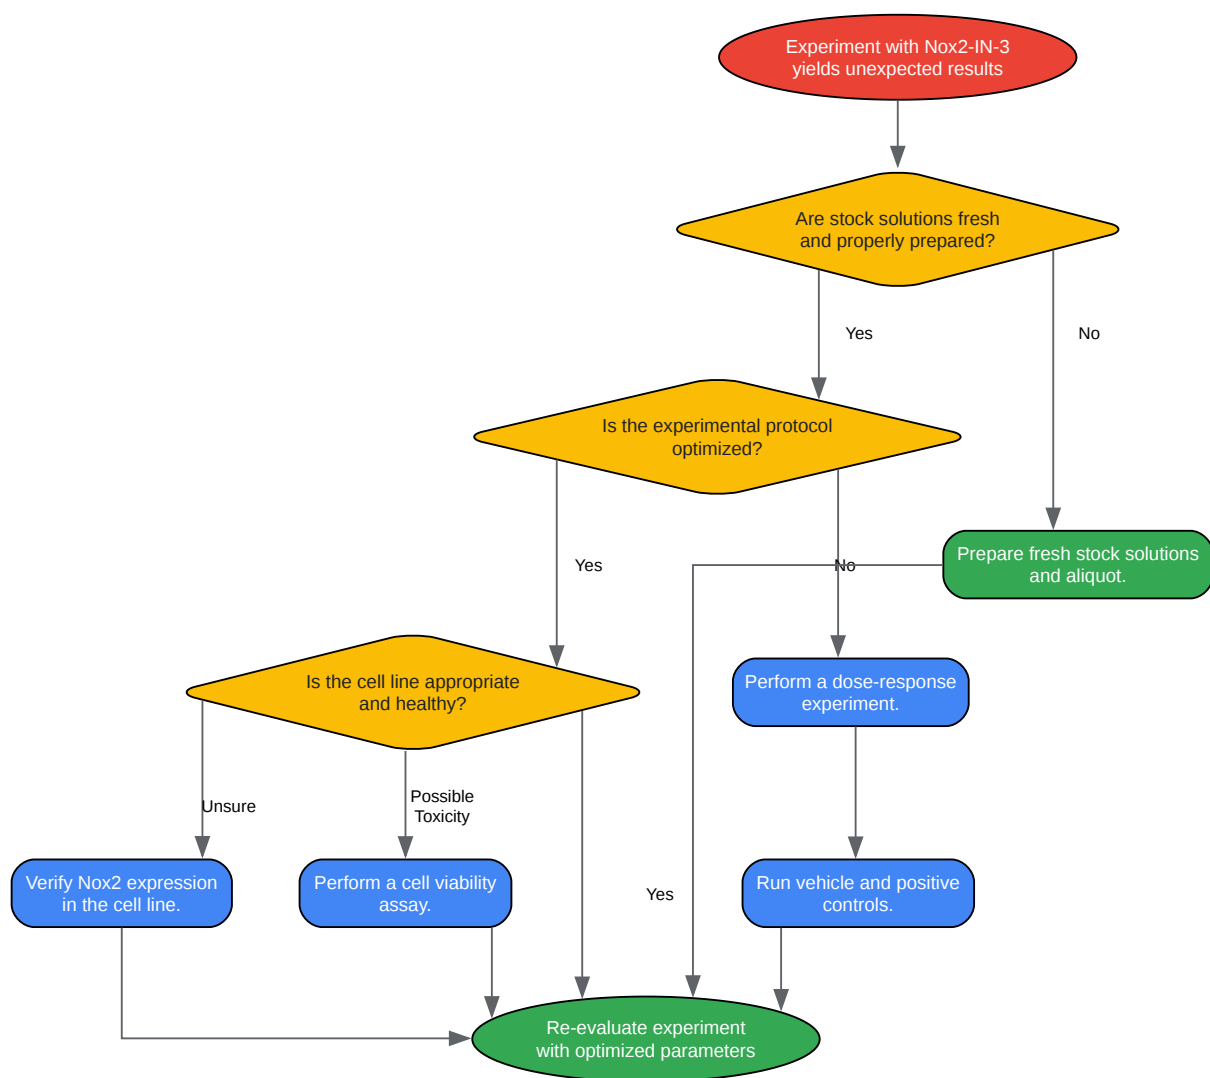 Experiment with Nox2-IN-3
yields unexpected results
Are stock solutions fresh
and properly prepared?
Yes
No
Is the experimental protocol
optimized?
Yes
No
Prepare fresh stock solutions
and aliquot.
Is the cell line appropriate
and healthy?
Perform a dose-response
experiment.
Unsure
Possible
Toxicity
Verify Nox2 expression
in the cell line.
Perform a cell viability
assay.
Yes
Run vehicle and positive
controls.
Re-evaluate experiment
with optimized parameters